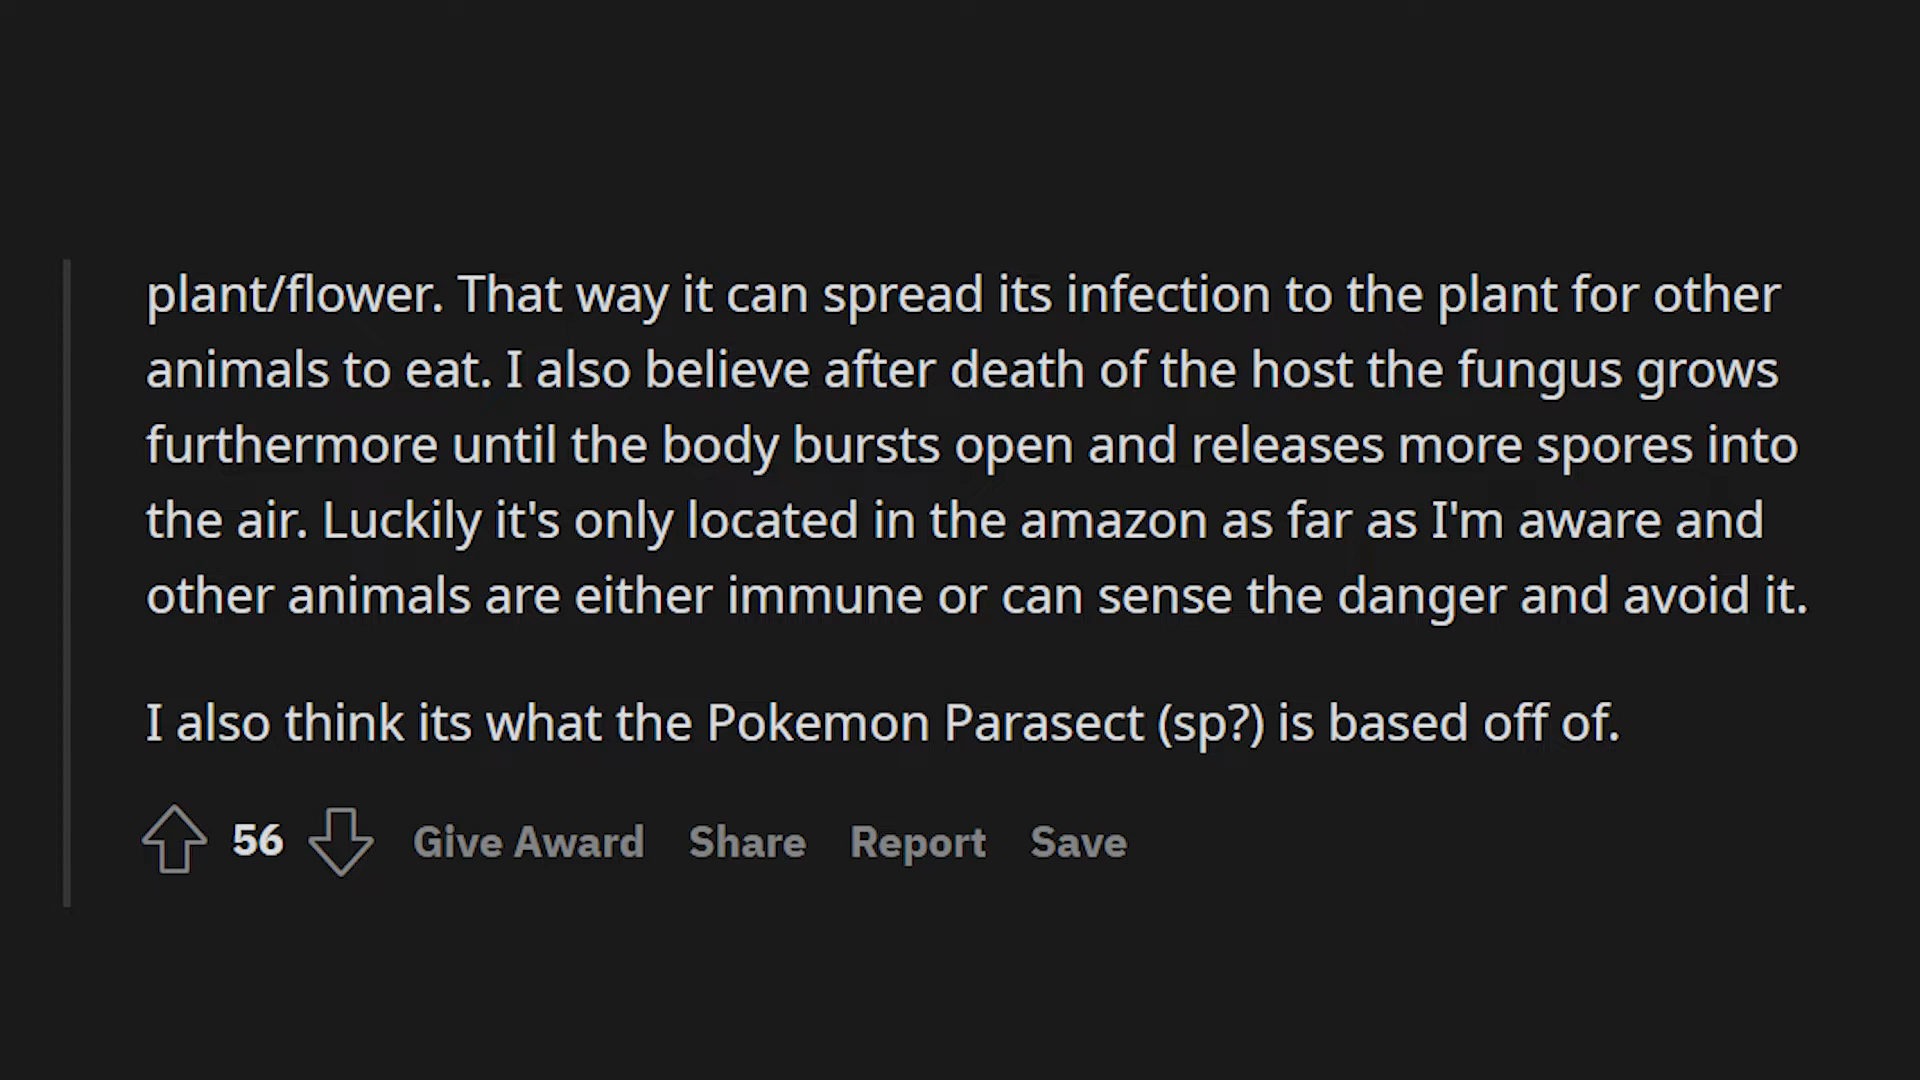 plant/flower. That way it can spread its infection to the plant for other
animals to eat. I also believe after death of the host the fungus grows
furthermore until the body bursts open and releases more spores into
the air. Luckily it's only located in the amazon as far as I'm aware and
other animals are either immune or can sense the danger and avoid it.
I also think its what the Pokemon Parasect (sp?) is based off of.
56 Give Award Share Report Save